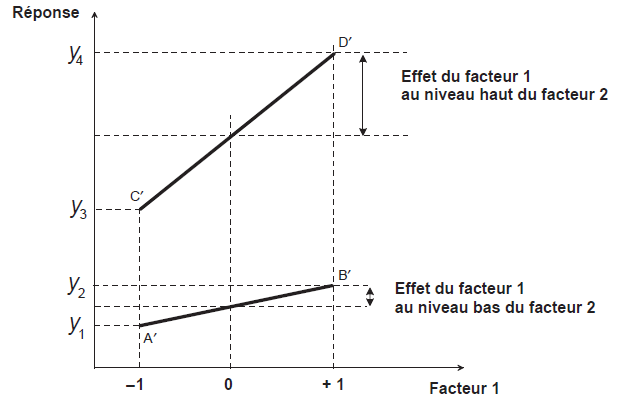 Réponse
y4
D′
Effet du facteur 1
au niveau haut du facteur 2
C′
y3
y2
B′
Effet du facteur 1
au niveau bas du facteur 2
y1
A′
–1
0
+ 1
Facteur 1